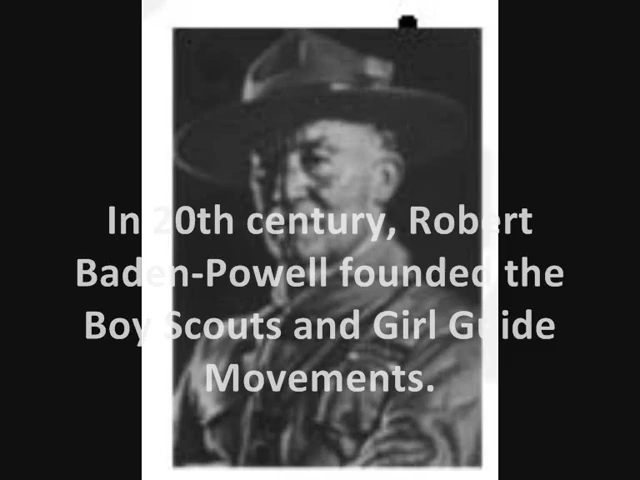 In 20th century, Robert
Baden-Powell founded the
Boy Scouts and Girl Guide
Movements.